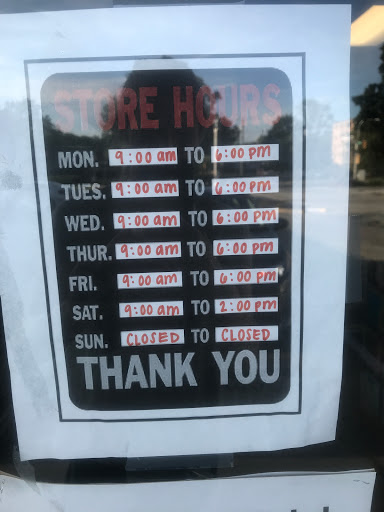 STORE HOURS
MON. 9:00 am TO 6:00 pm
TUES. 9:00 am TO 6:00 pm
WED. 9:00 am TO 6:00 pm
THUR. 9:00 am TO 6:00 pm
FRI. 9:00 am TO 6:00 pm
SAT. 9:00 am TO 2:00 pm
SUN. CLOSED TO CLOSED
THANK YOU